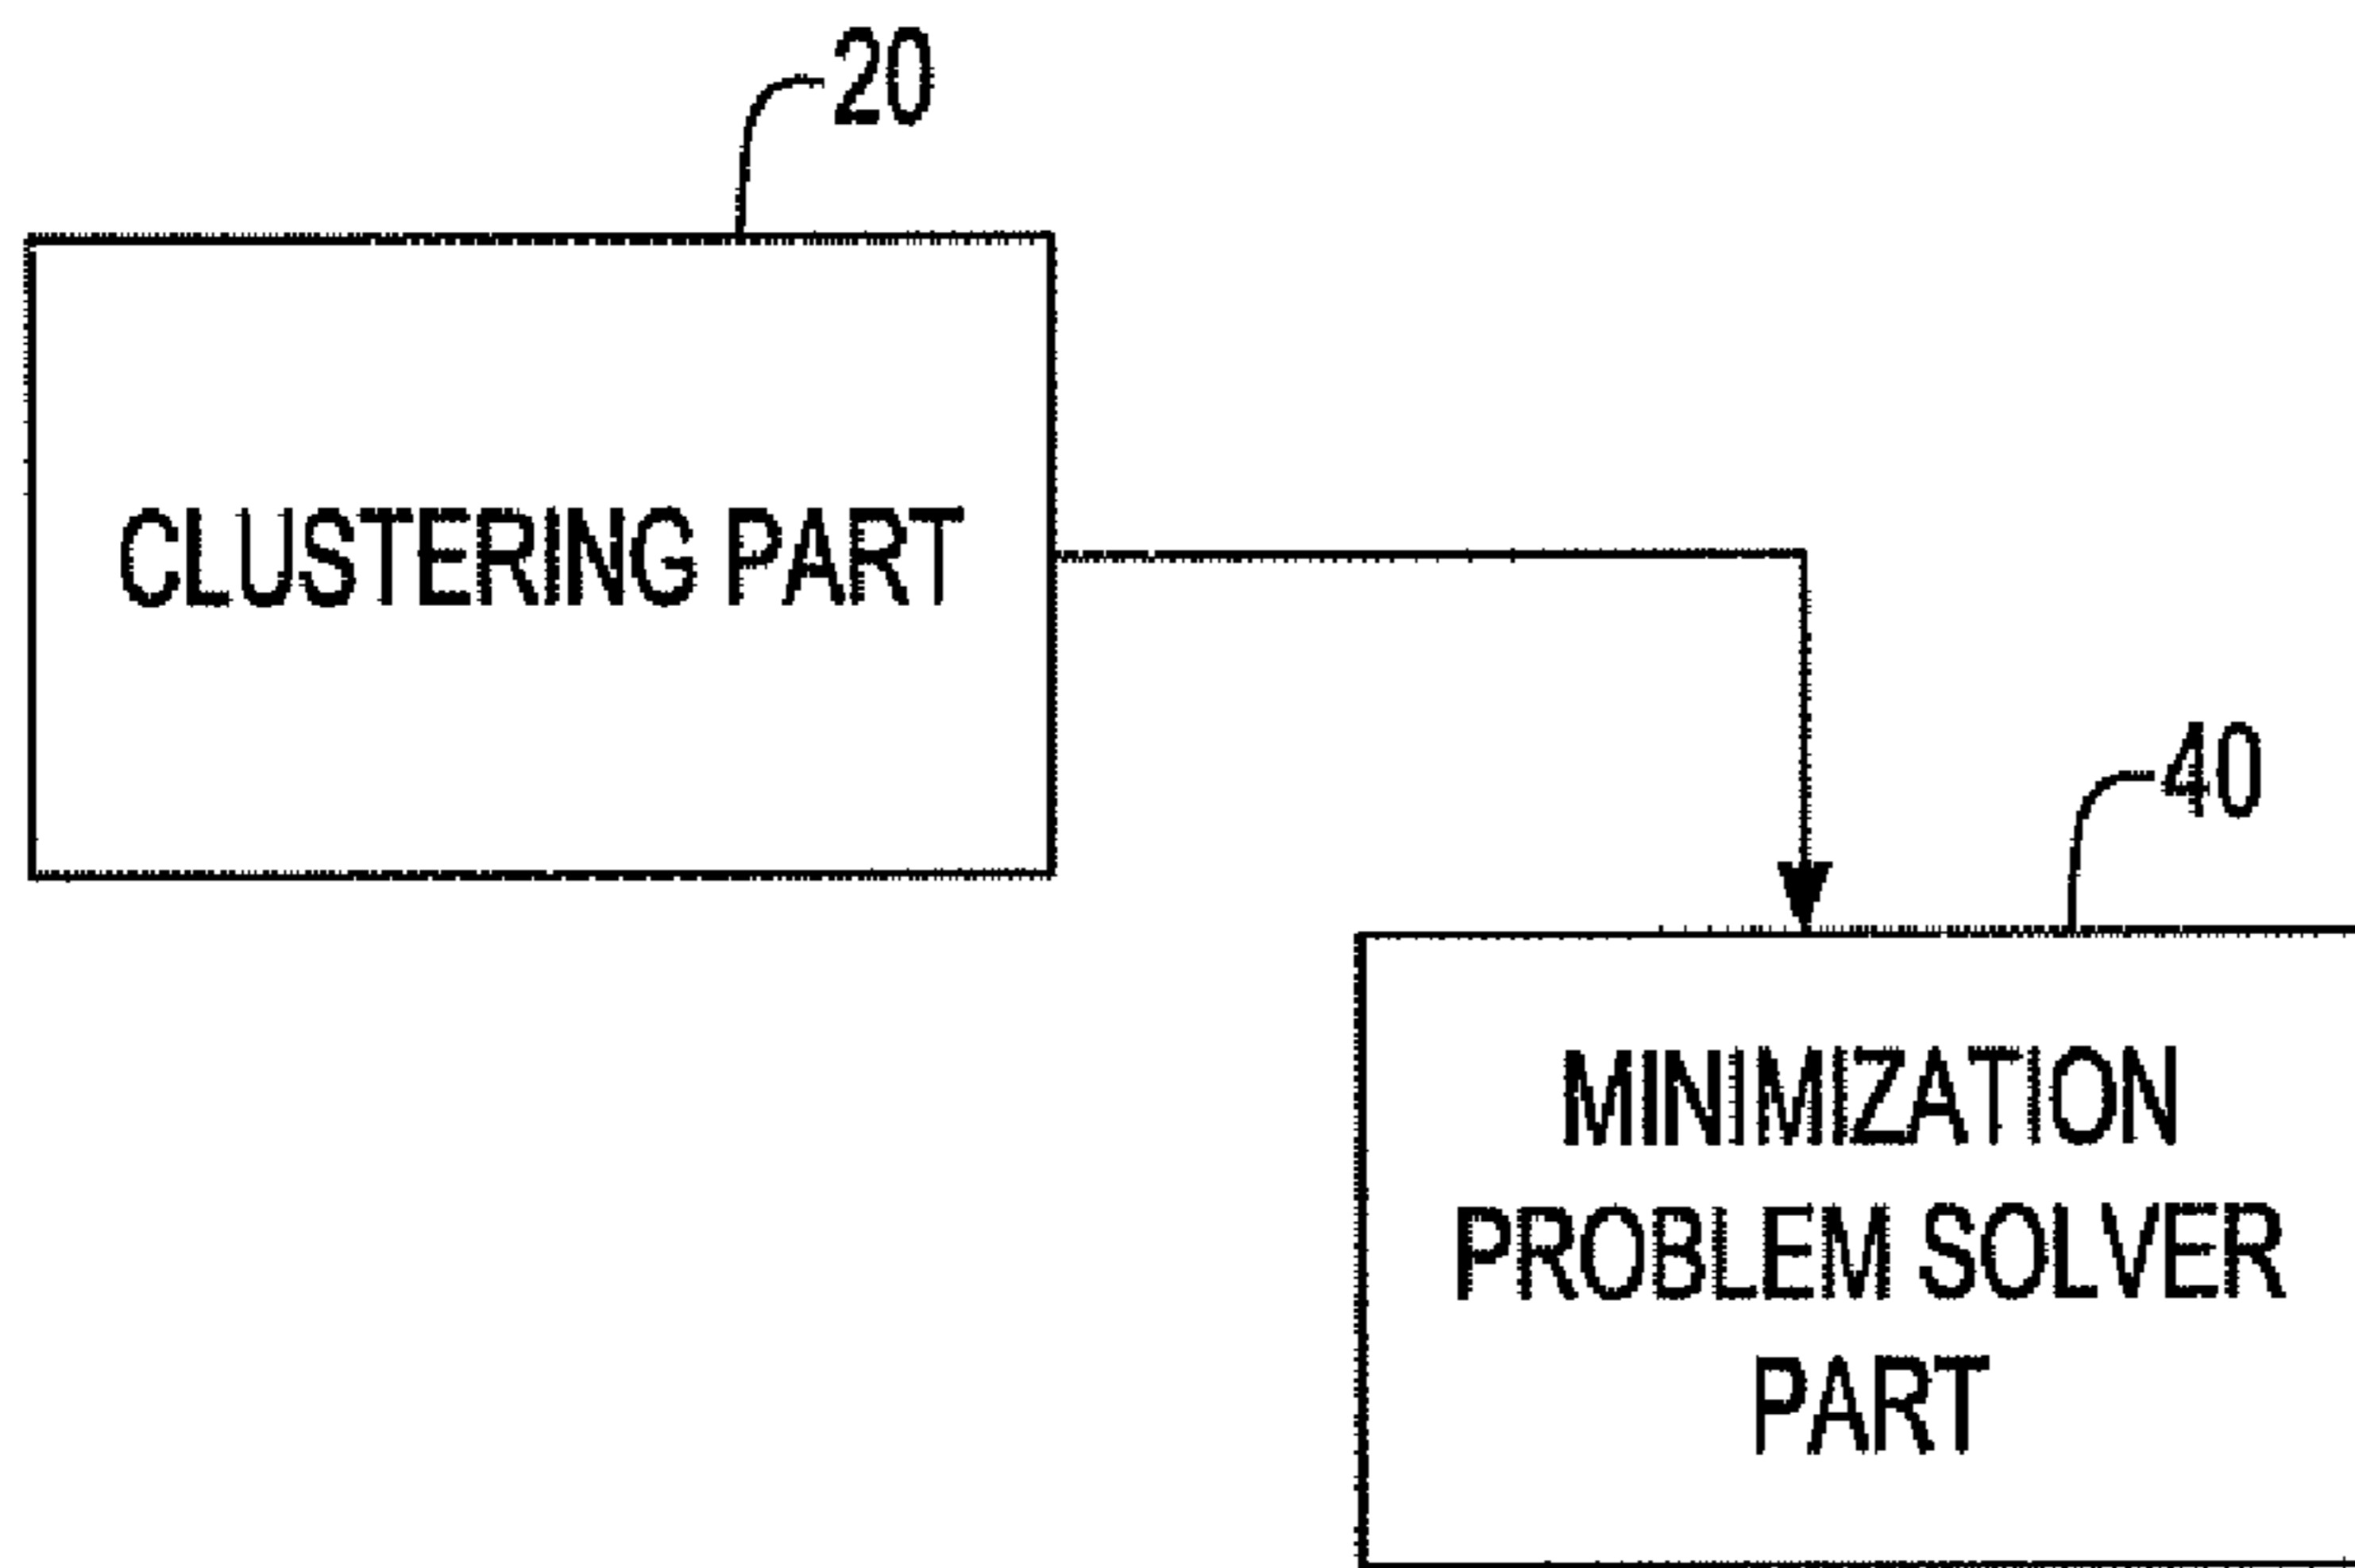 20
CLUSTERING PART
40
MINIMIZATION
PROBLEM SOLVER
PART